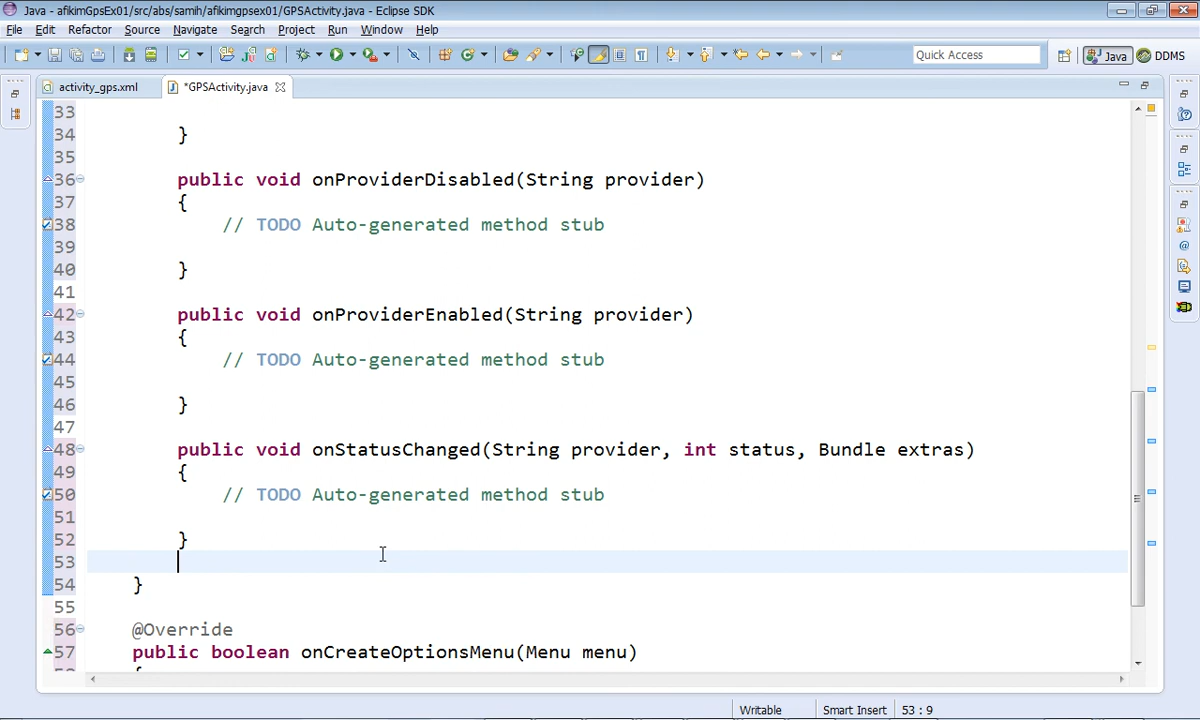 Java - afikimGpsEx01/src/abs/samih/afikimgpsex01/GPSActivity.java - Eclipse SDK
File Edit Refactor Source Navigate Search Project Run Window Help
Quick Access Java DDMS
activity_gps.xml *GPSActivity.java
33
34 }
35
36 public void onProviderDisabled(String provider)
37 {
38 // TODO Auto-generated method stub
39
40 }
41
42 public void onProviderEnabled(String provider)
43 {
44 // TODO Auto-generated method stub
45
46 }
47
48 public void onStatusChanged(String provider, int status, Bundle extras)
49 {
50 // TODO Auto-generated method stub
51
52 }
53
54 }
55
56 @Override
57 public boolean onCreateOptionsMenu(Menu menu)
Writable Smart Insert 53 : 9